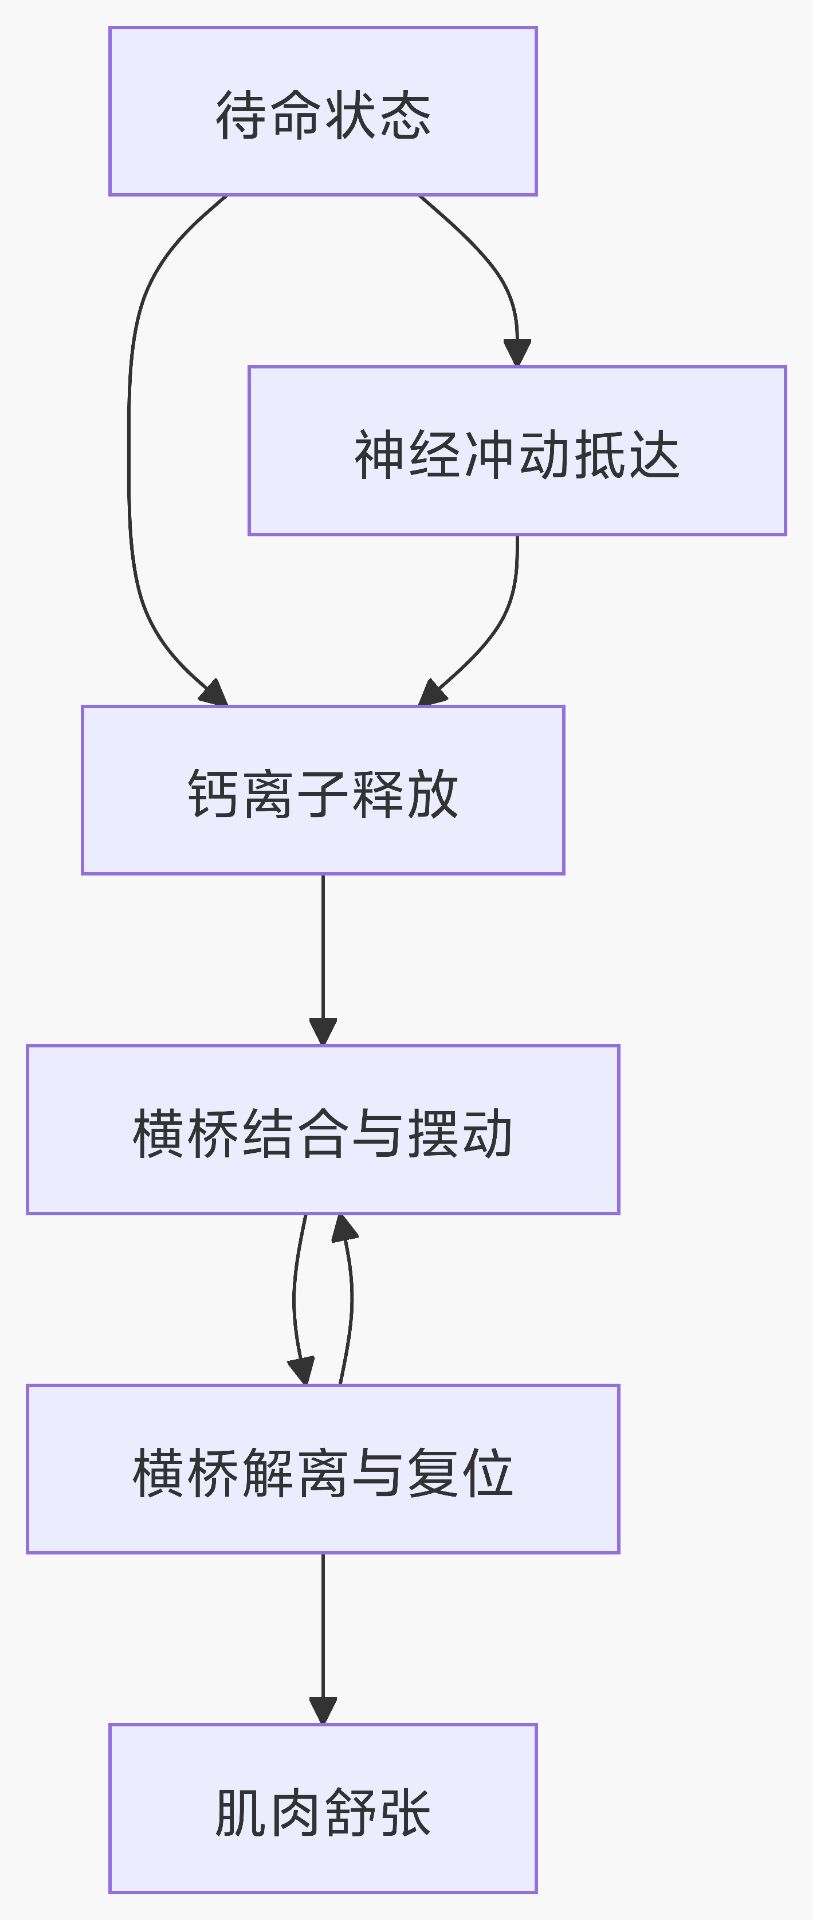 待命状态
神经冲动抵达
钙离子释放
横桥结合与摆动
横桥解离与复位
肌肉舒张